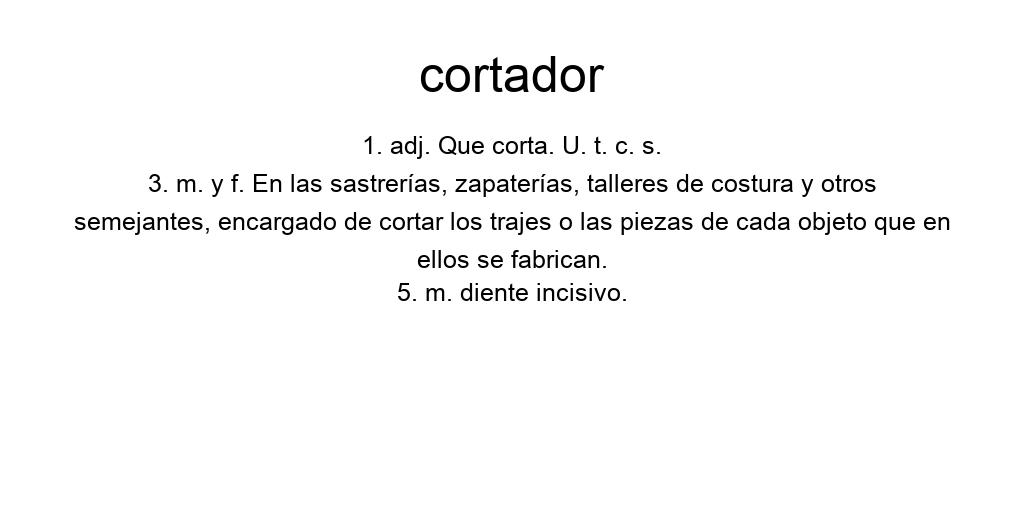 cortador
1. adj. Que corta. U. t. c. s.
3. m. y f. En las sastrerías, zapaterías, talleres de costura y otros
semejantes, encargado de cortar los trajes o las piezas de cada objeto que en
ellos se fabrican.
5. m. diente incisivo.